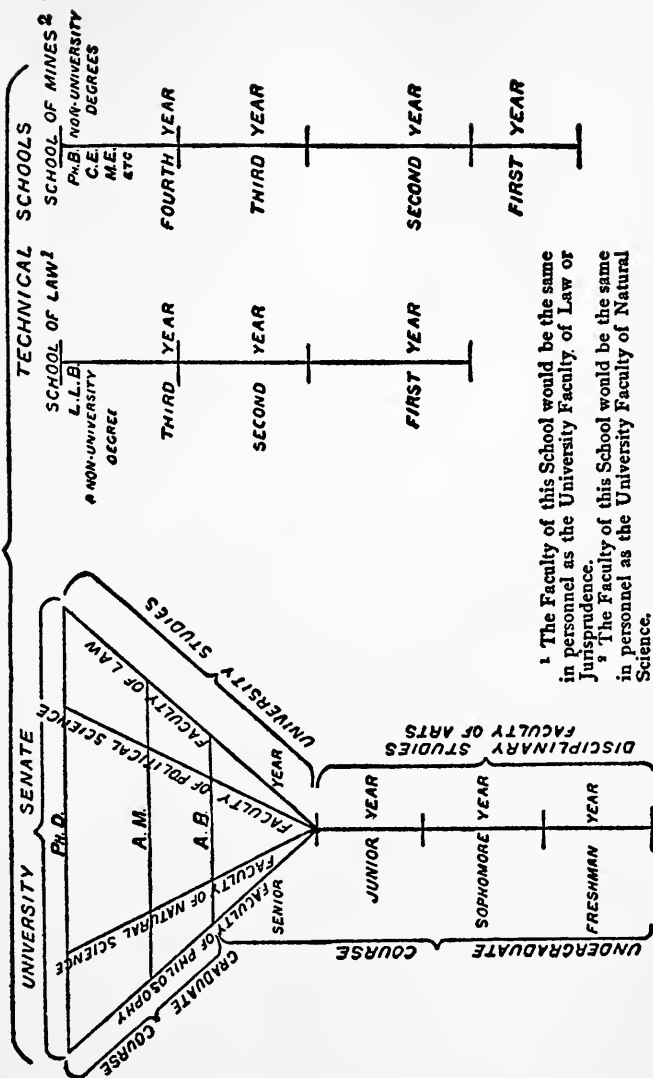 UNIVERSITY SENATE
PH.D.
A.M.
A.B.
FACULTY OF PHILOSOPHY
FACULTY OF NATURAL SCIENCE
FACULTY OF POLITICAL SCIENCE
FACULTY OF LAW
GRADUATE
COURSE
UNIVERSITY STUDIES
SENIOR YEAR
JUNIOR YEAR
SOPHOMORE YEAR
FRESHMAN YEAR
UNDERGRADUATE COURSE
DISCIPLINARY STUDIES
FACULTY OF ARTS
TECHNICAL SCHOOLS
SCHOOL OF LAW1
L.L.B.
A NON-UNIVERSITY
DEGREE
THIRD YEAR
SECOND YEAR
FIRST YEAR
SCHOOL OF MINES2
PH.B. NON-UNIVERSITY
C.E. DEGREES
M.E.
ETC
FOURTH YEAR
THIRD YEAR
SECOND YEAR
FIRST YEAR
1 The Faculty of this School would be the same
in personnel as the University Faculty, of Law or
Jurisprudence.
2 The Faculty of this School would be the same
in personnel as the University Faculty of Natural
Science.